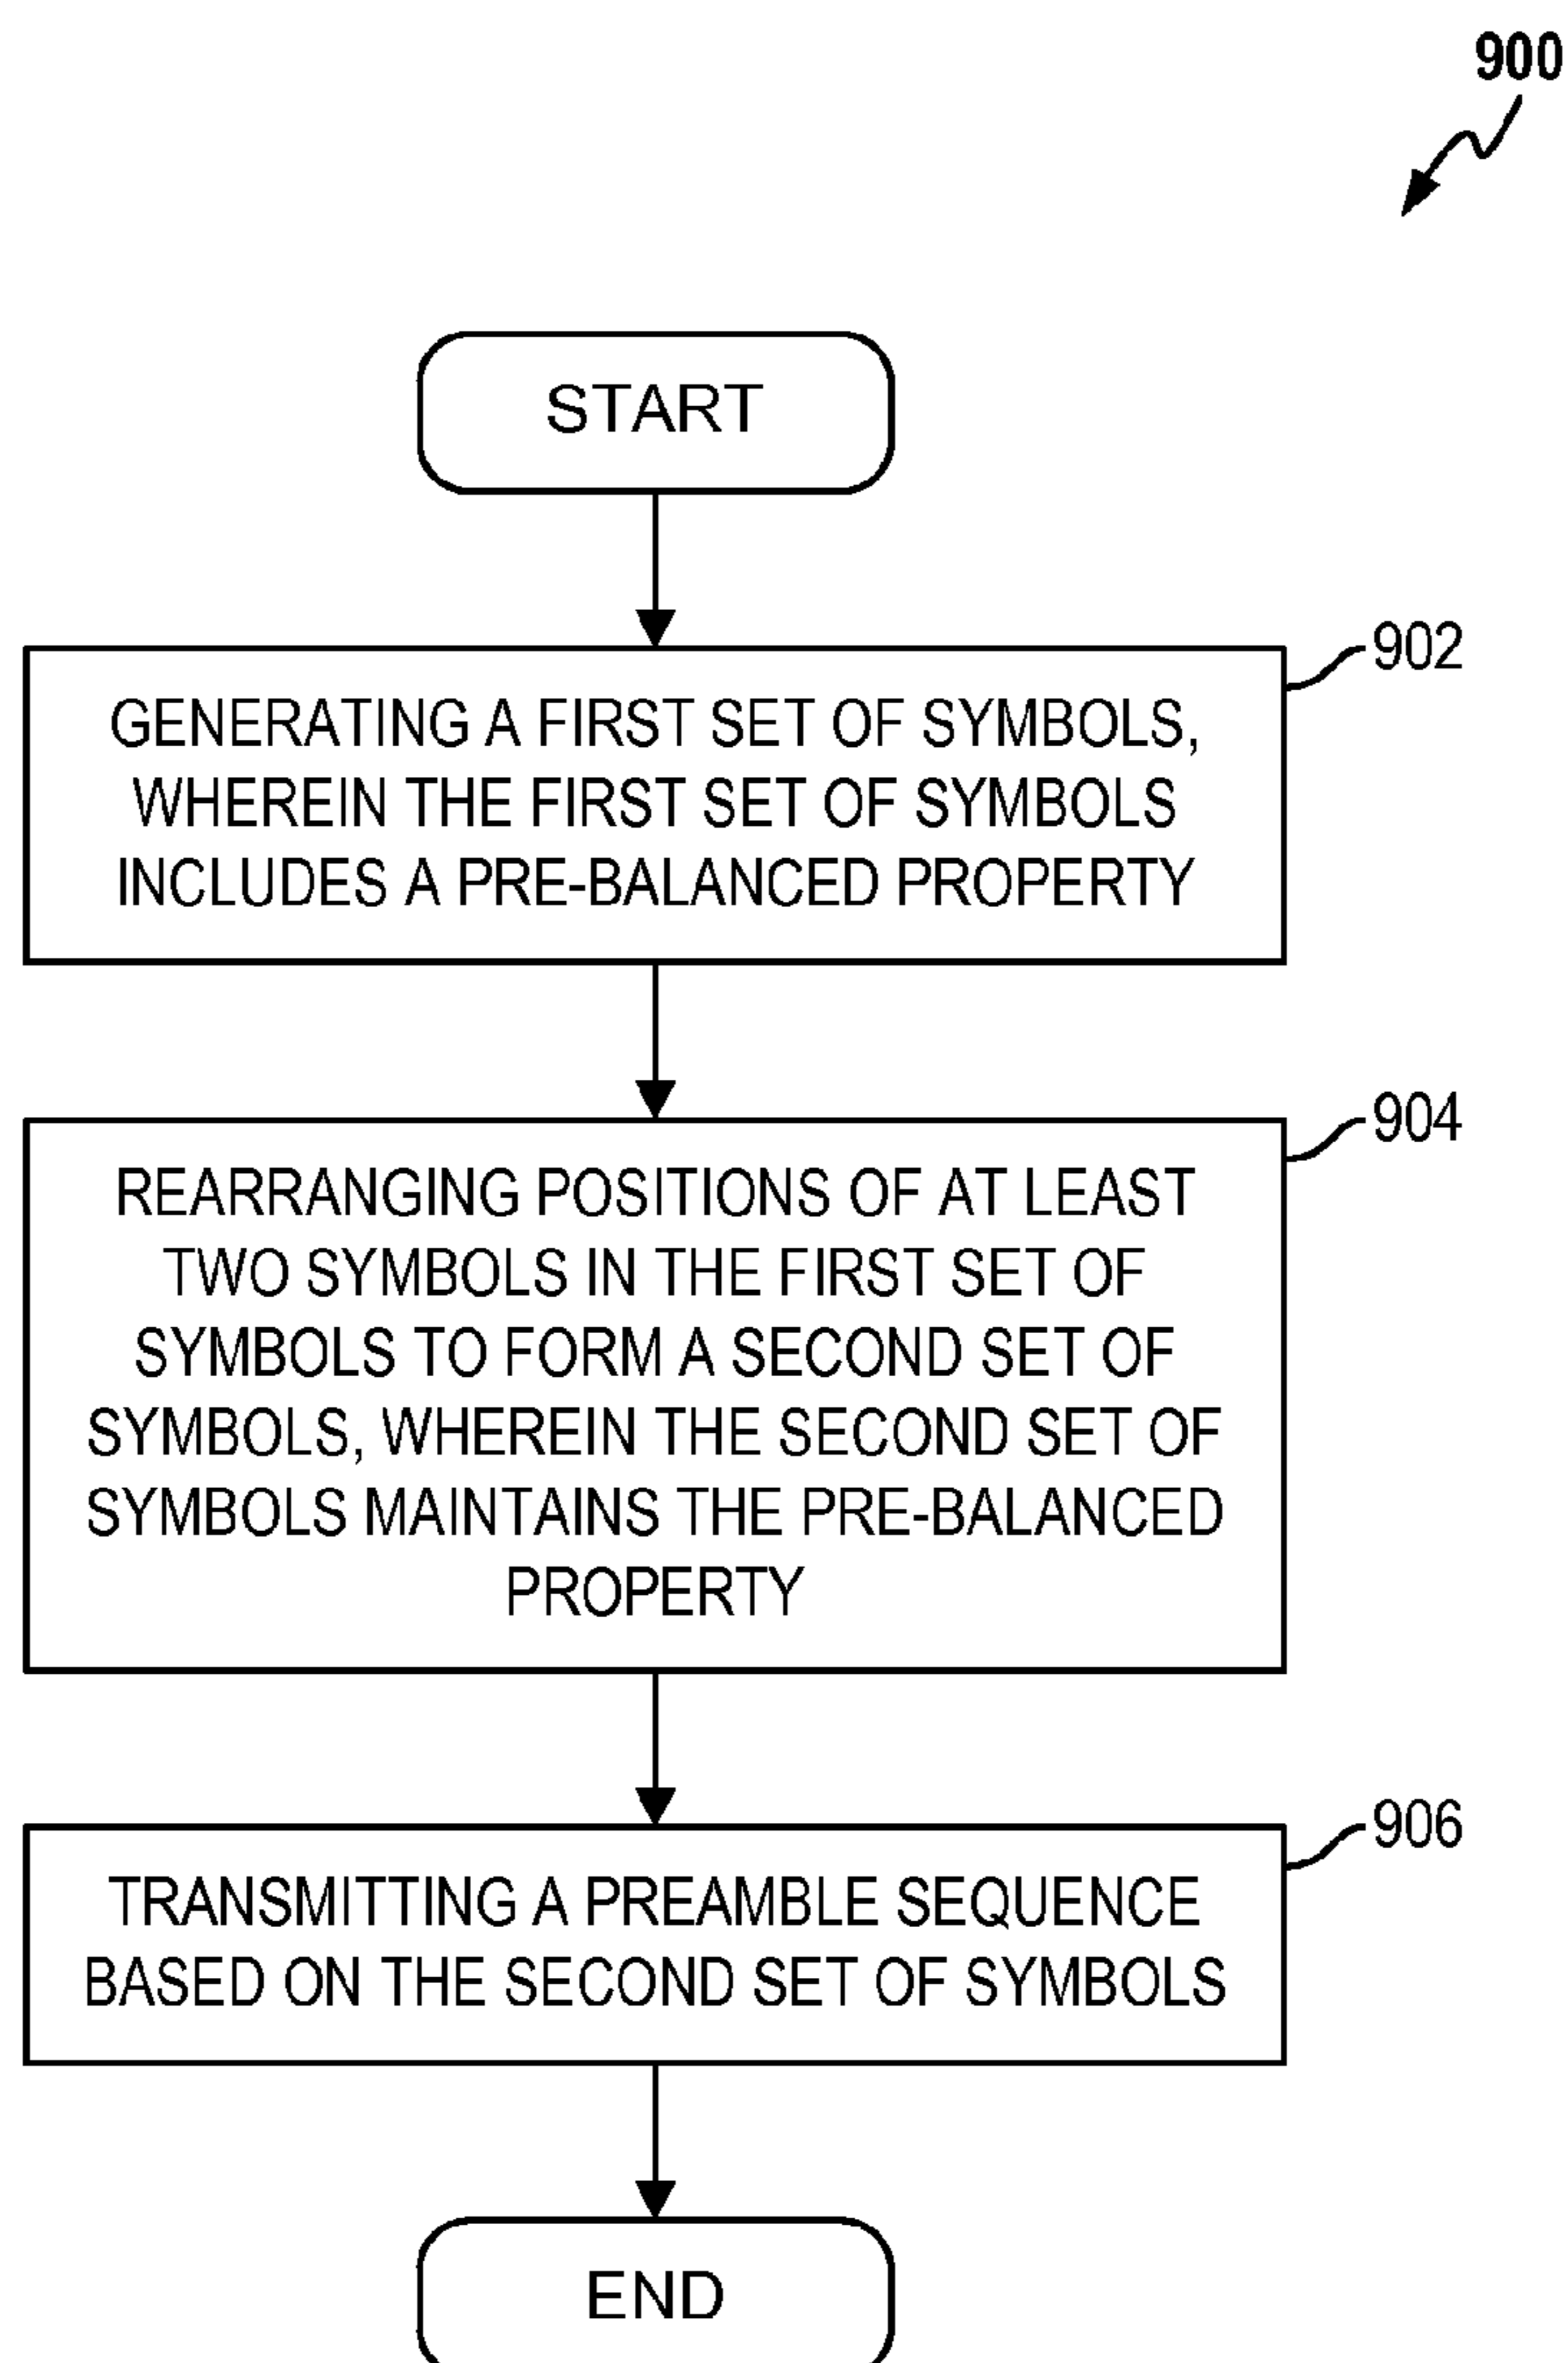 900
START
902
GENERATING A FIRST SET OF SYMBOLS,
WHEREIN THE FIRST SET OF SYMBOLS
INCLUDES A PRE-BALANCED PROPERTY
904
REARRANGING POSITIONS OF AT LEAST
TWO SYMBOLS IN THE FIRST SET OF
SYMBOLS TO FORM A SECOND SET OF
SYMBOLS, WHEREIN THE SECOND SET OF
SYMBOLS MAINTAINS THE PRE-BALANCED
PROPERTY
906
TRANSMITTING A PREAMBLE SEQUENCE
BASED ON THE SECOND SET OF SYMBOLS
END